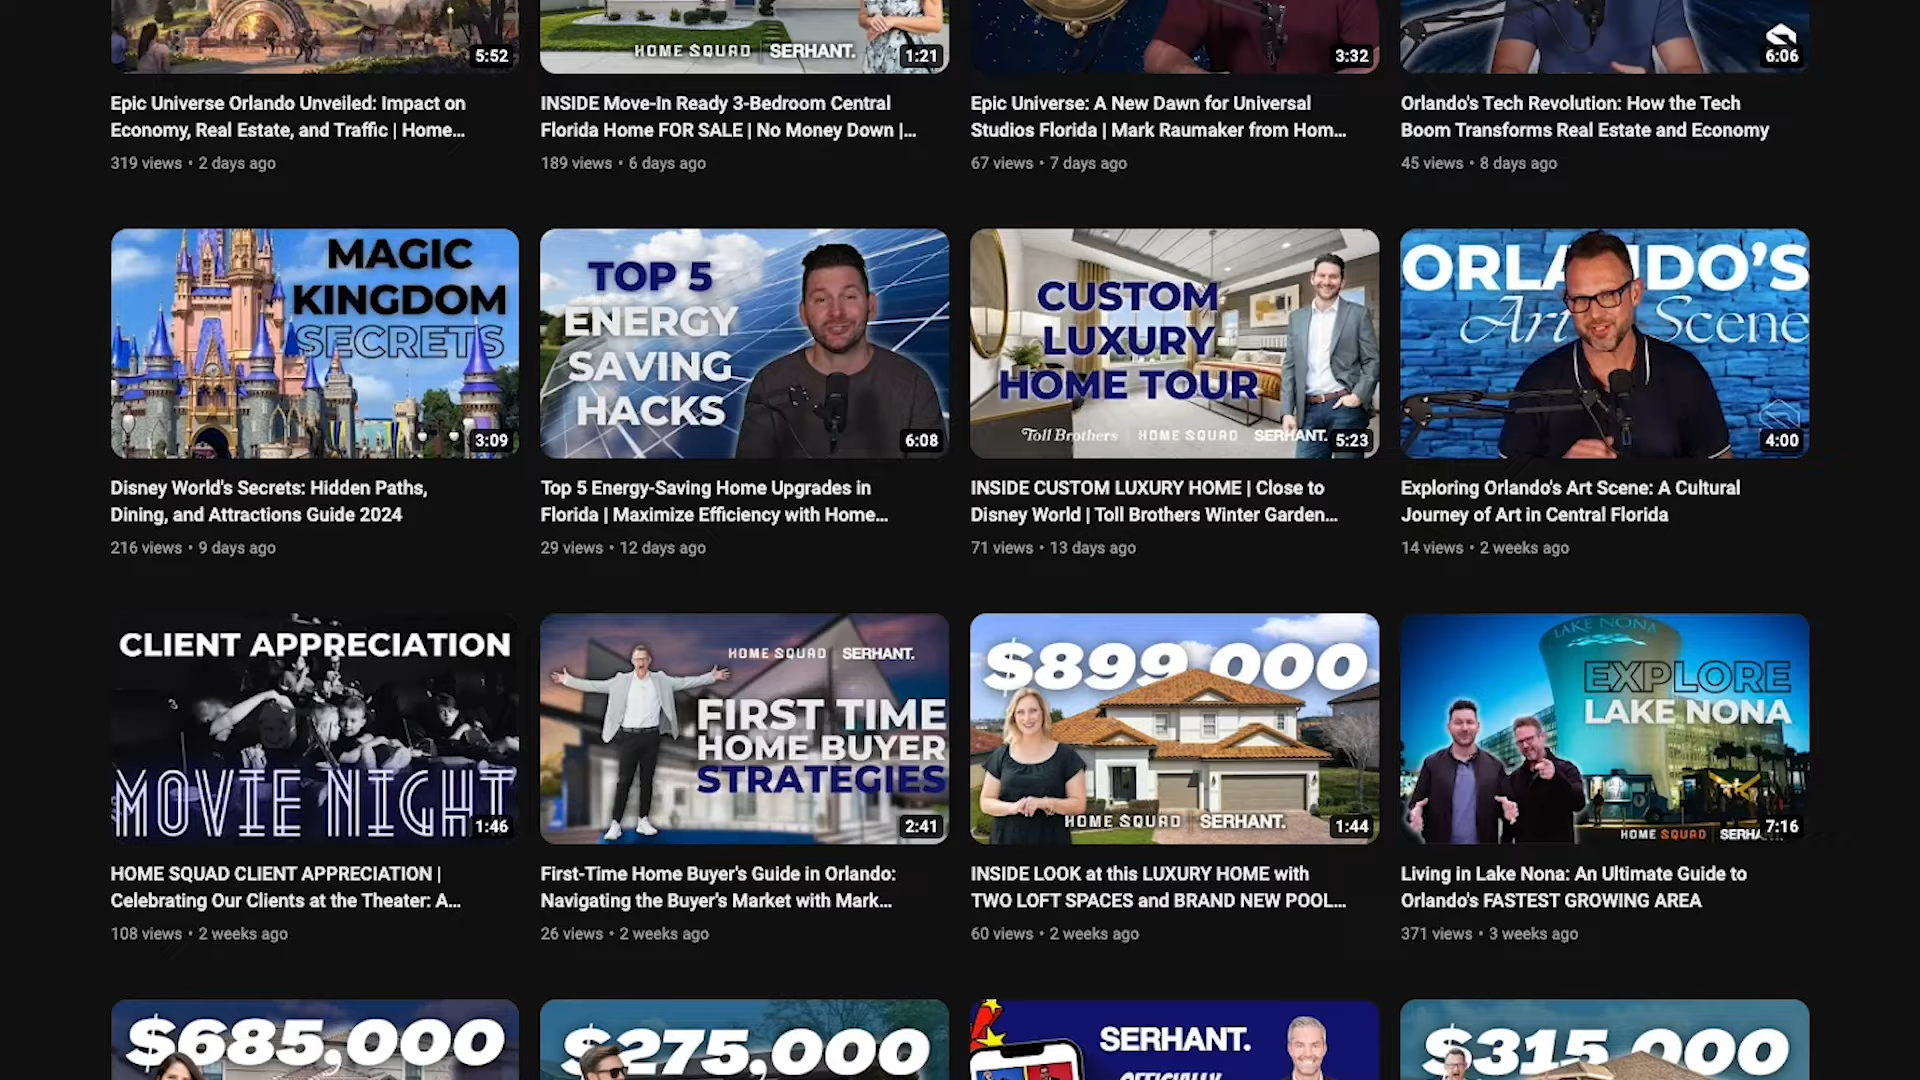 5:52
HOME SQUAD SERHANT.
1:21
3:32
6:06
Epic Universe Orlando Unveiled: Impact on
Economy, Real Estate, and Traffic | Home...
319 views • 2 days ago
INSIDE Move-In Ready 3-Bedroom Central
Florida Home FOR SALE | No Money Down |...
189 views • 6 days ago
Epic Universe: A New Dawn for Universal
Studios Florida | Mark Raumaker from Hom...
67 views • 7 days ago
Orlando's Tech Revolution: How the Tech
Boom Transforms Real Estate and Economy
45 views • 8 days ago
MAGIC
KINGDOM
SECRETS
3:09
TOP 5
ENERGY
SAVING
HACKS
6:08
CUSTOM
LUXURY
HOME TOUR
Toll Brothers HOME SQUAD SERHANT.
5:23
ORLANDO'S
Art Scene
4:00
Disney World's Secrets: Hidden Paths,
Dining, and Attractions Guide 2024
216 views • 9 days ago
Top 5 Energy-Saving Home Upgrades in
Florida | Maximize Efficiency with Home...
29 views • 12 days ago
INSIDE CUSTOM LUXURY HOME | Close to
Disney World | Toll Brothers Winter Garden...
71 views • 13 days ago
Exploring Orlando's Art Scene: A Cultural
Journey of Art in Central Florida
14 views • 2 weeks ago
CLIENT APPRECIATION
MOVIE NIGHT
1:46
HOME SQUAD SERHANT.
FIRST TIME
HOME BUYER
STRATEGIES
2:41
$899,000
HOME SQUAD SERHANT.
1:44
LAKE NONA
EXPLORE
LAKE NONA
HOME SQUAD SERHA
7:16
HOME SQUAD CLIENT APPRECIATION |
Celebrating Our Clients at the Theater: A...
108 views • 2 weeks ago
First-Time Home Buyer's Guide in Orlando:
Navigating the Buyer's Market with Mark...
26 views • 2 weeks ago
INSIDE LOOK at this LUXURY HOME with
TWO LOFT SPACES and BRAND NEW POOL...
60 views • 2 weeks ago
Living in Lake Nona: An Ultimate Guide to
Orlando's FASTEST GROWING AREA
371 views • 3 weeks ago
$685,000
$275,000
SERHANT.
OFFICIALLY
$315,000